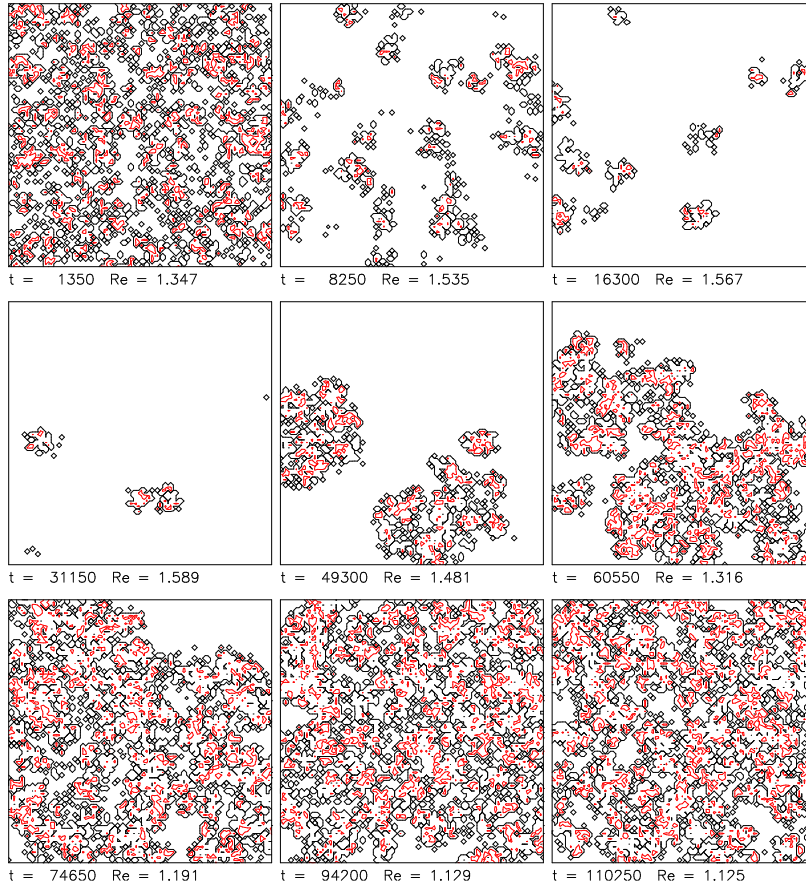 t = 1350 Re = 1.347
t = 8250 Re = 1.535
t = 16300 Re = 1.567
t = 31150 Re = 1.589
t = 49300 Re = 1.481
t = 60550 Re = 1.316
t = 74650 Re = 1.191
t = 94200 Re = 1.129
t = 110250 Re = 1.125